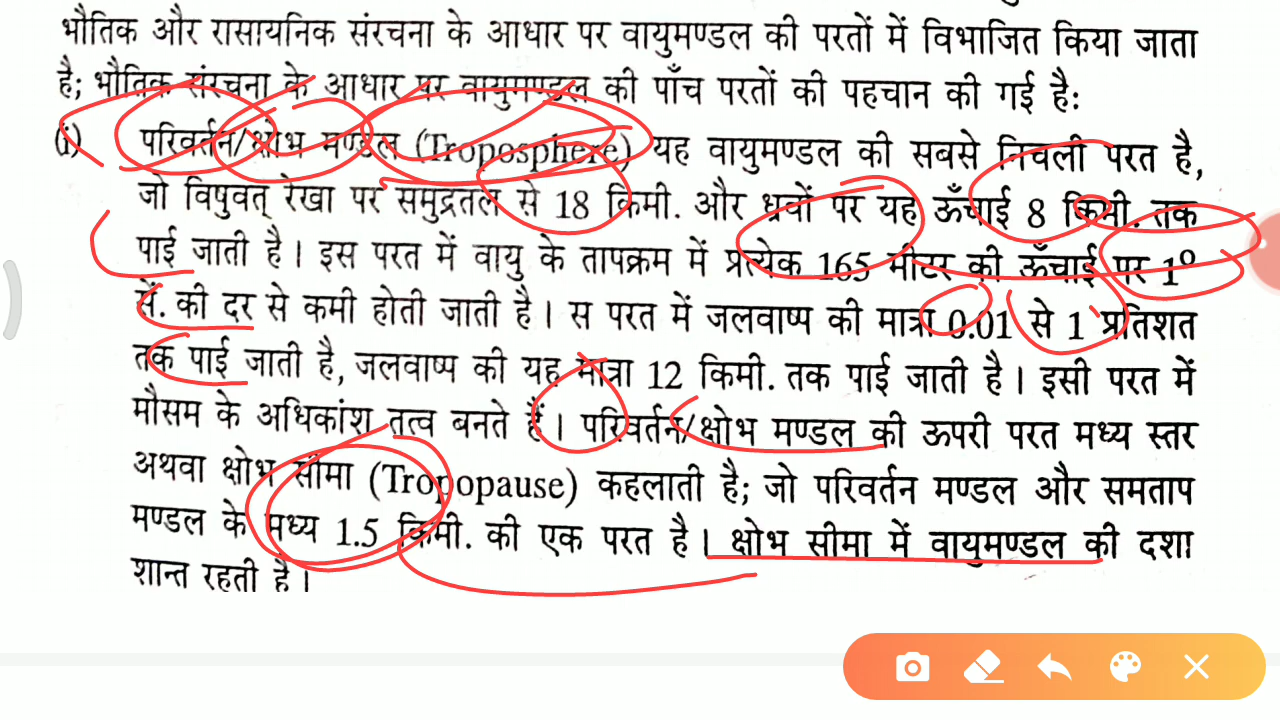 भौतिक और रासायनिक संरचना के आधार पर वायुमण्डल की परतों में विभाजित किया जाता
है; भौतिक संरचना के आधार पर वायुमण्डल की पाँच परतों की पहचान की गई है:
(i) परिवर्तन/क्षोभ मण्डल (Troposphere) यह वायुमण्डल की सबसे निचली परत है,
जो विषुवत् रेखा पर समुद्रतल से 18 किमी. और ध्रवों पर यह ऊँचाई 8 किमी. तक
पाई जाती है। इस परत में वायु के तापक्रम में प्रत्येक 165 मीटर की ऊँचाई पर 1º
सें. की दर से कमी होती जाती है। स परत में जलवाष्प की मात्रा 0.01 से 1 प्रतिशत
तक पाई जाती है, जलवाष्प की यह मात्रा 12 किमी. तक पाई जाती है। इसी परत में
मौसम के अधिकांश तत्व बनते हैं। परिवर्तन/क्षोभ मण्डल की ऊपरी परत मध्य स्तर
अथवा क्षोभ सीमा (Tropopause) कहलाती है; जो परिवर्तन मण्डल और समताप
मण्डल के मध्य 1.5 किमी. की एक परत है। क्षोभ सीमा में वायुमण्डल की दशा
शान्त रहती है।